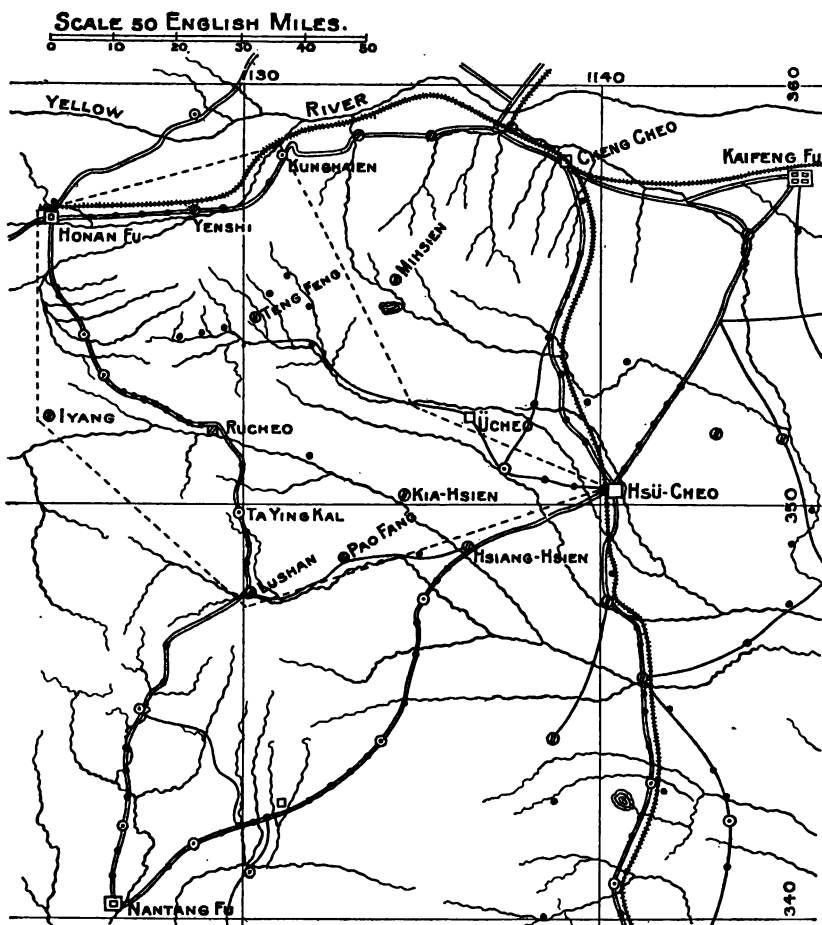 SCALE 50 ENGLISH MILES.
0 10 20 30 40 50
1130
1140
360
YELLOW
RIVER
CHENG CHEO
KAIFENG FU
KUNGHSIEN
HONAN FU
YENSHI
MIHSIEN
TENG FENG
IYANG
RUCHEO
ÜCHEO
KIA-HSIEN
HSÜ-CHEO
TA YING KAL
350
PAO FANG
HSIANG-HSIEN
LUSHAN
NANTANG FU
340